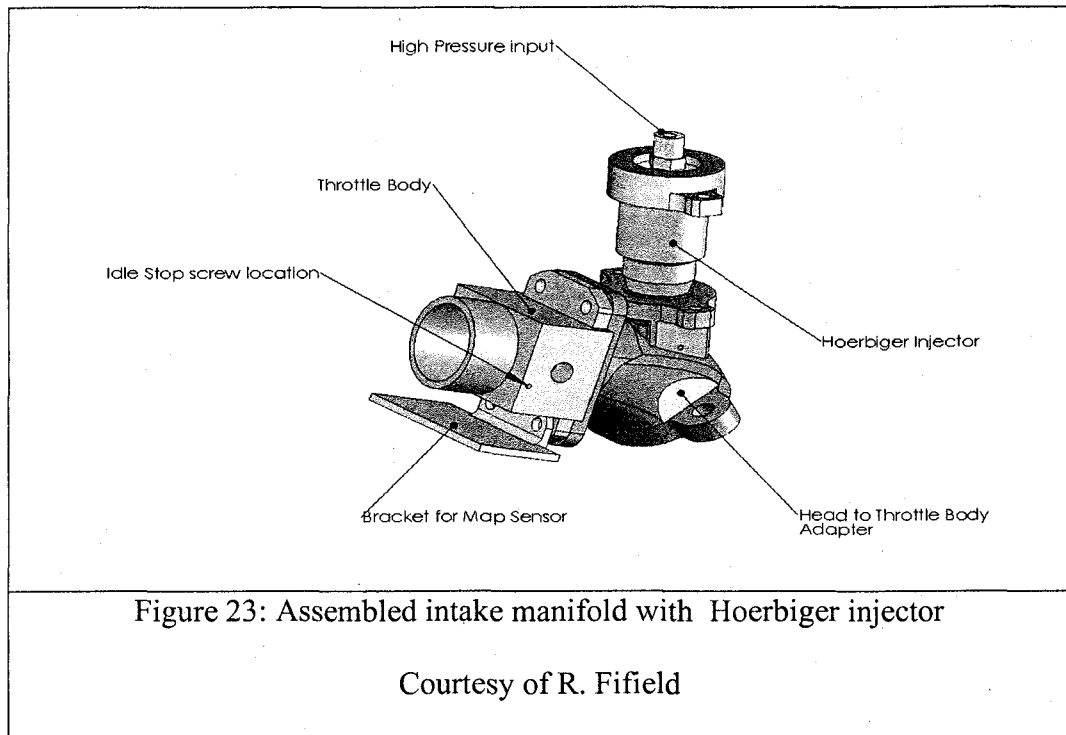 High Pressure input
Throttle Body
Idle Stop screw location
Hoerbiger Injector
Bracket for Map Sensor
Head to Throttle Body
Adapter
Figure 23: Assembled intake manifold with Hoerbiger injector
Courtesy of R. Fifield